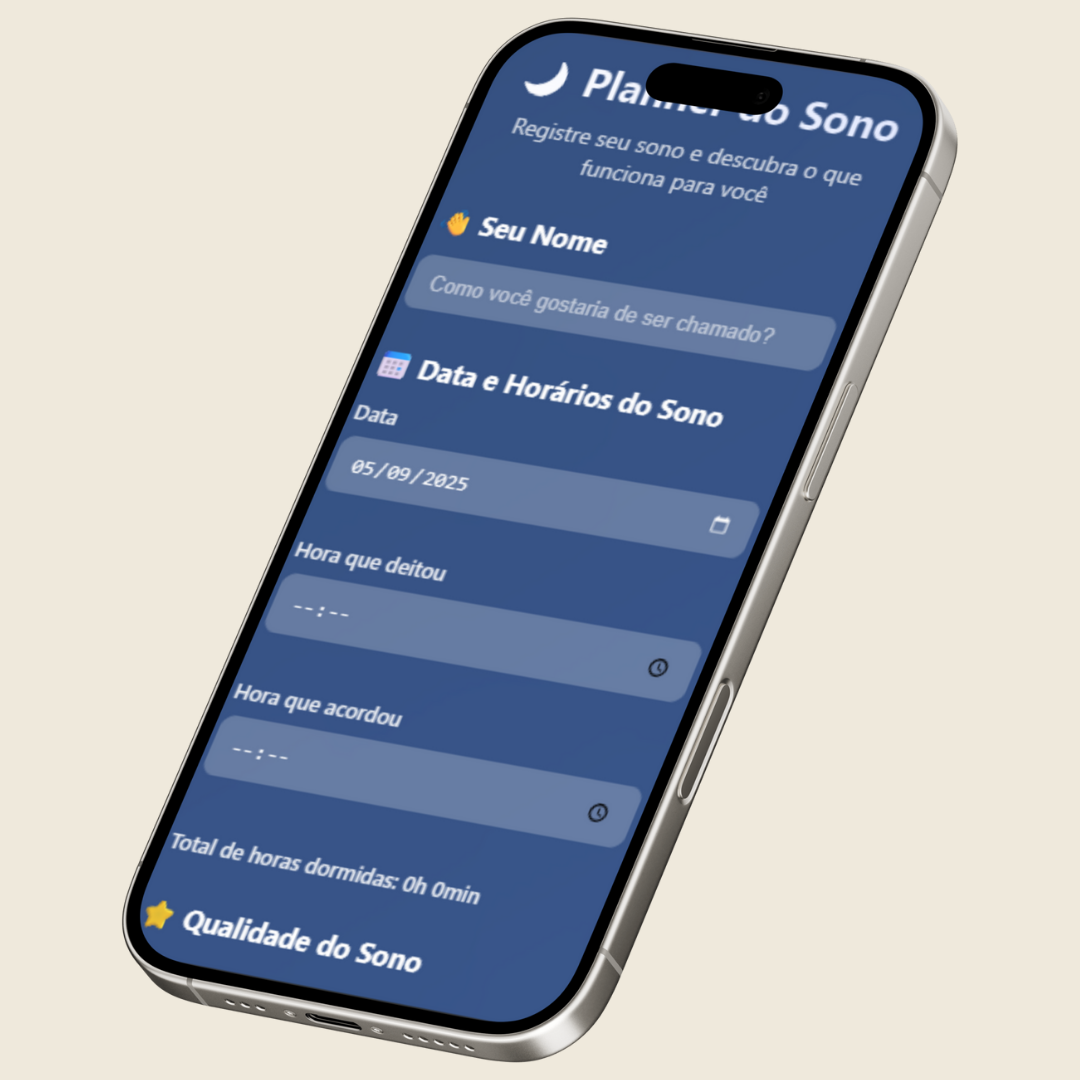 Planner do Sono
Registre seu sono e descubra o que
funciona para você
Seu Nome
Como você gostaria de ser chamado?
Data e Horários do Sono
Data
05/09/2025
Hora que deitou
--:--
Hora que acordou
--:--
Total de horas dormidas: 0h 0min
Qualidade do Sono